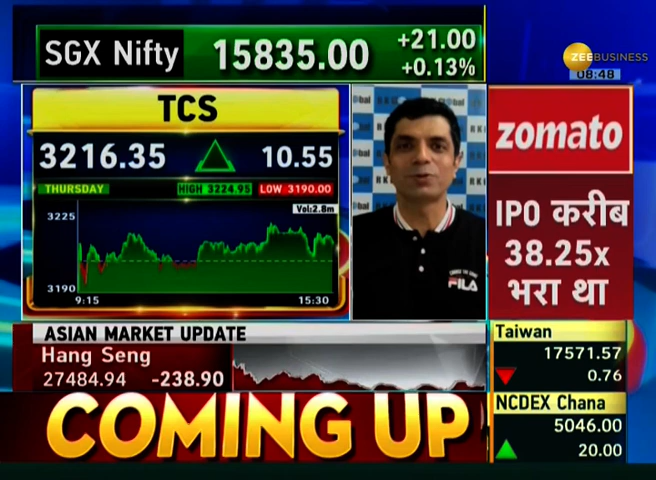 SGX Nifty 15835.00 +21.00
+0.13%
ZEE BUSINESS
08:48
TCS
3216.35 10.55
THURSDAY HIGH 3224.95 LOW 3190.00
Vol:2.8m
3225
3190
9:15 15:30
FILA
zomato
IPO करीब
38.25x
भरा था
ASIAN MARKET UPDATE
Hang Seng
27484.94 -238.90
Taiwan
17571.57
0.76
NCDEX Chana
5046.00
20.00
COMING UP